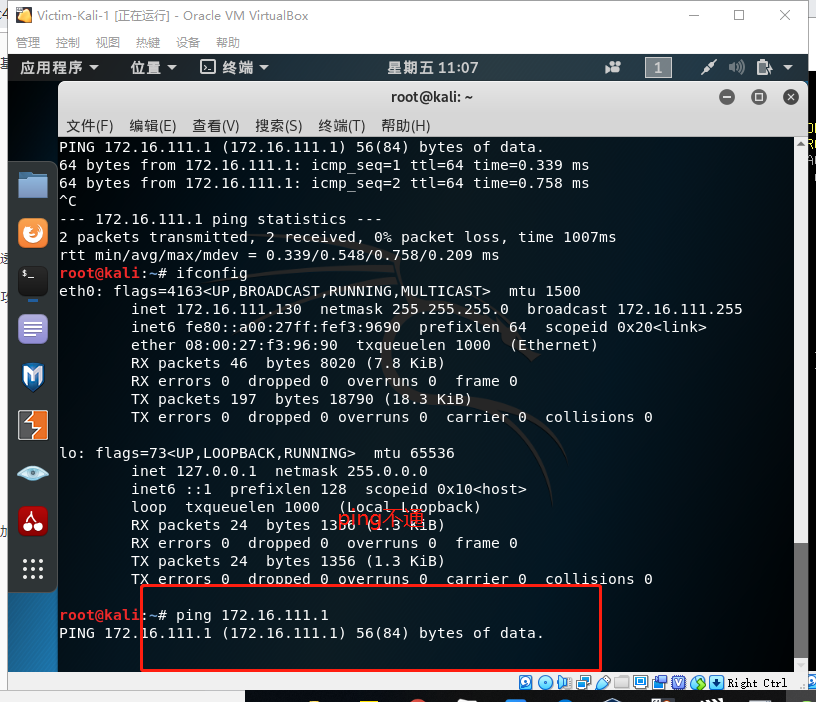 Victim-Kali-1 [正在运行] - Oracle VM VirtualBox
管理 控制 视图 热键 设备 帮助
应用程序 位置 终端 星期五 11:07 1
root@kali: ~
文件(F) 编辑(E) 查看(V) 搜索(S) 终端(T) 帮助(H)
PING 172.16.111.1 (172.16.111.1) 56(84) bytes of data.
64 bytes from 172.16.111.1: icmp_seq=1 ttl=64 time=0.339 ms
64 bytes from 172.16.111.1: icmp_seq=2 ttl=64 time=0.758 ms
^C
--- 172.16.111.1 ping statistics ---
2 packets transmitted, 2 received, 0% packet loss, time 1007ms
rtt min/avg/max/mdev = 0.339/0.548/0.758/0.209 ms
root@kali:~# ifconfig
eth0: flags=4163<UP,BROADCAST,RUNNING,MULTICAST>  mtu 1500
inet 172.16.111.130  netmask 255.255.255.0  broadcast 172.16.111.255
inet6 fe80::a00:27ff:fef3:9690  prefixlen 64  scopeid 0x20<link>
ether 08:00:27:f3:96:90  txqueuelen 1000  (Ethernet)
RX packets 46  bytes 8020 (7.8 KiB)
RX errors 0  dropped 0  overruns 0  frame 0
TX packets 197  bytes 18790 (18.3 KiB)
TX errors 0  dropped 0 overruns 0  carrier 0  collisions 0
lo: flags=73<UP,LOOPBACK,RUNNING>  mtu 65536
inet 127.0.0.1  netmask 255.0.0.0
inet6 ::1  prefixlen 128  scopeid 0x10<host>
loop  txqueuelen 1000  (Local Loopback)
ping不通
RX packets 24  bytes 1356 (1.3 KiB)
RX errors 0  dropped 0  overruns 0  frame 0
TX packets 24  bytes 1356 (1.3 KiB)
TX errors 0  dropped 0 overruns 0  carrier 0  collisions 0
root@kali:~# ping 172.16.111.1
PING 172.16.111.1 (172.16.111.1) 56(84) bytes of data.
Right Ctrl